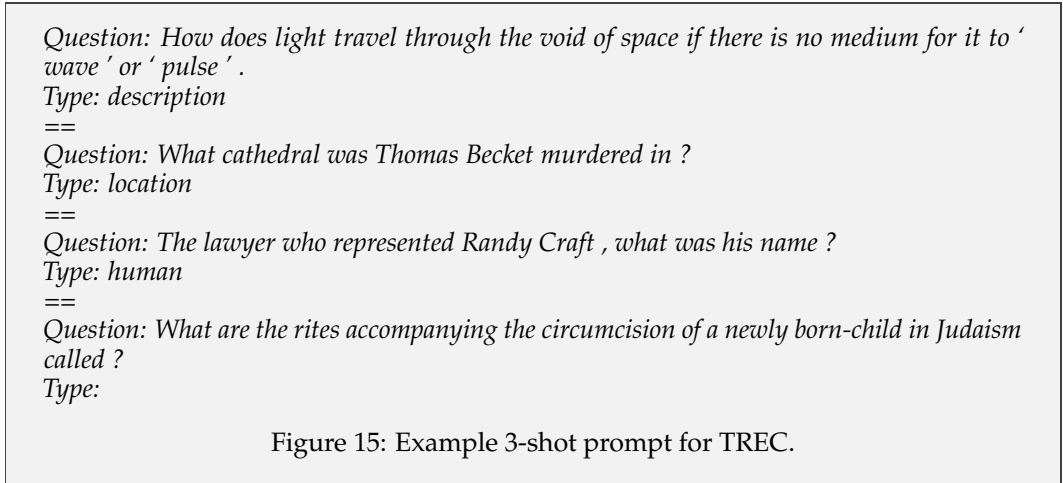 Question: How does light travel through the void of space if there is no medium for it to ‘
wave ’ or ‘ pulse ’ .
Type: description
==
Question: What cathedral was Thomas Becket murdered in ?
Type: location
==
Question: The lawyer who represented Randy Craft , what was his name ?
Type: human
==
Question: What are the rites accompanying the circumcision of a newly born-child in Judaism
called ?
Type:
Figure 15: Example 3-shot prompt for TREC.